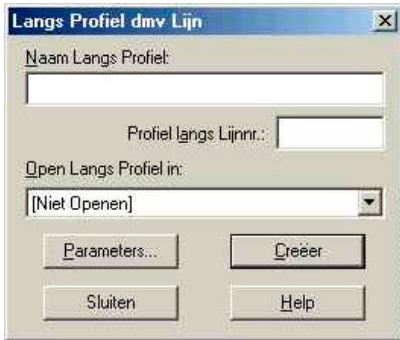 Langs Profiel dmv Lijn
Naam Langs Profiel:
Profiel langs Lijnnr.:
Open Langs Profiel in:
[Niet Openen]
Parameters... Creëer
Sluiten Help